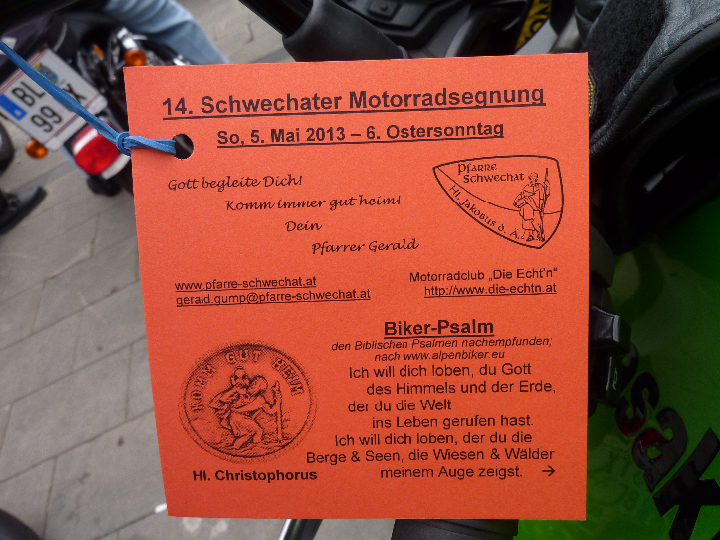 14. Schwechater Motorradsegnung
So, 5. Mai 2013 – 6. Ostersonntag
Gott begleite Dich!
Komm immer gut heim!
Dein
Pfarrer Gerald
Pfarre
Schwechat
Hl. Jakobus d. Ä.
www.pfarre-schwechat.at
gerald.gump@pfarre-schwechat.at
Motorradclub „Die Echt'n“
http://www.die-echtn.at
Biker-Psalm
den Biblischen Psalmen nachempfunden;
nach www.alpenbiker.eu
Ich will dich loben, du Gott
des Himmels und der Erde,
der du die Welt
ins Leben gerufen hast.
Ich will dich loben, der du die
Berge & Seen, die Wiesen & Wälder
meinem Auge zeigst. →
KOMM GUT HEIM
Hl. Christophorus
BL
99